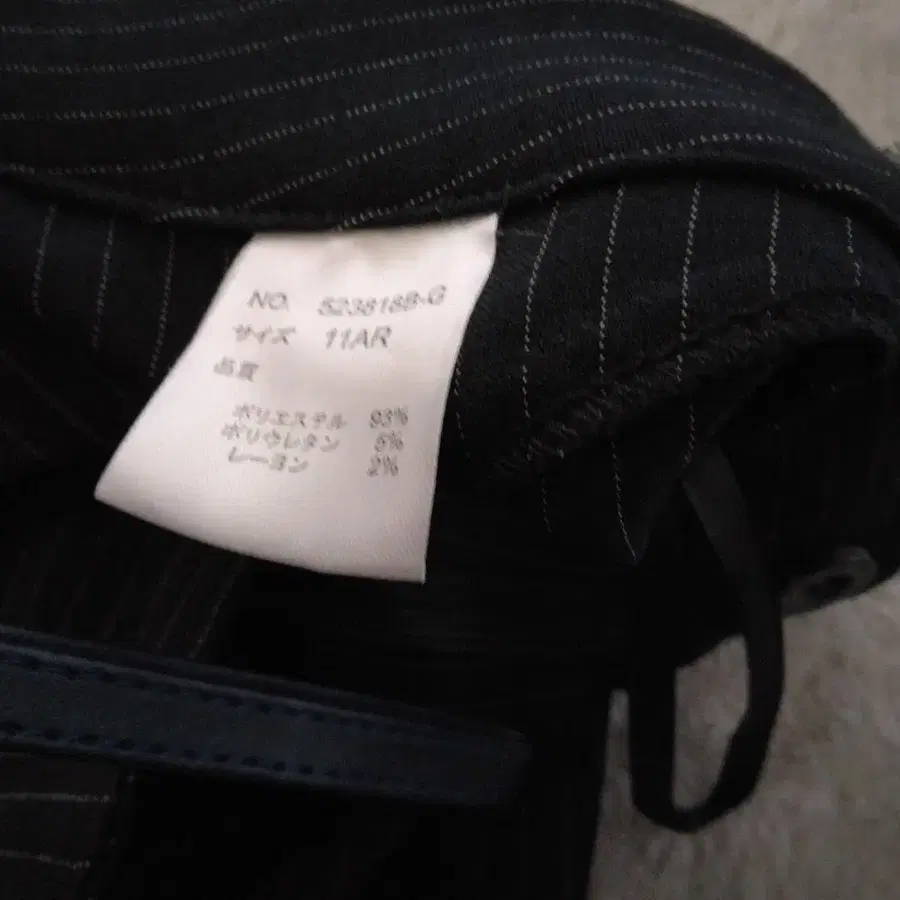 NO. 5238188-G
サイズ 11AR
品質
ポリエステル 93%
ポリウレタン 5%
レーヨン 2%